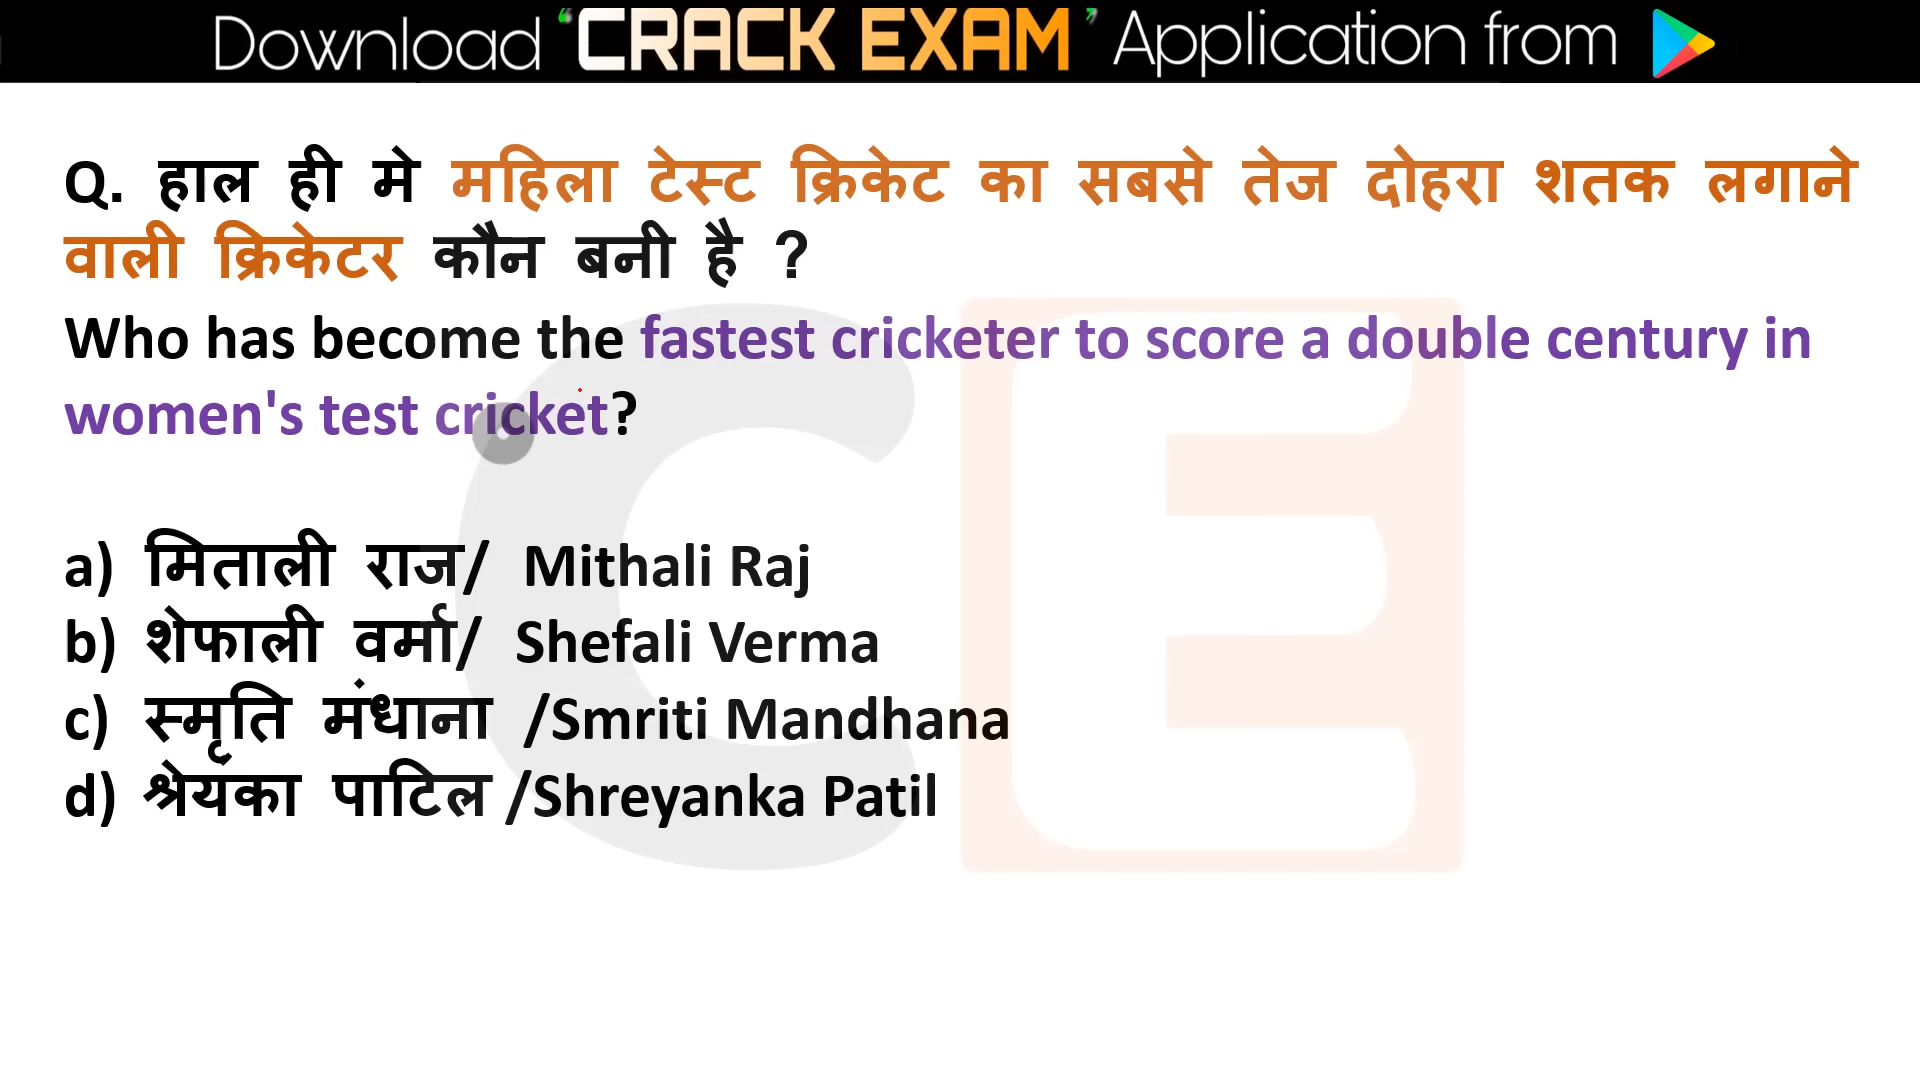 Download ‘CRACK EXAM’ Application from
Q. हाल ही मे महिला टेस्ट क्रिकेट का सबसे तेज दोहरा शतक लगाने
वाली क्रिकेटर कौन बनी है ?
Who has become the fastest cricketer to score a double century in
women's test cricket?
a) मिताली राज/ Mithali Raj
b) शेफाली वर्मा/ Shefali Verma
c) स्मृति मंधाना /Smriti Mandhana
d) श्रेयंका पाटिल /Shreyanka Patil
CE